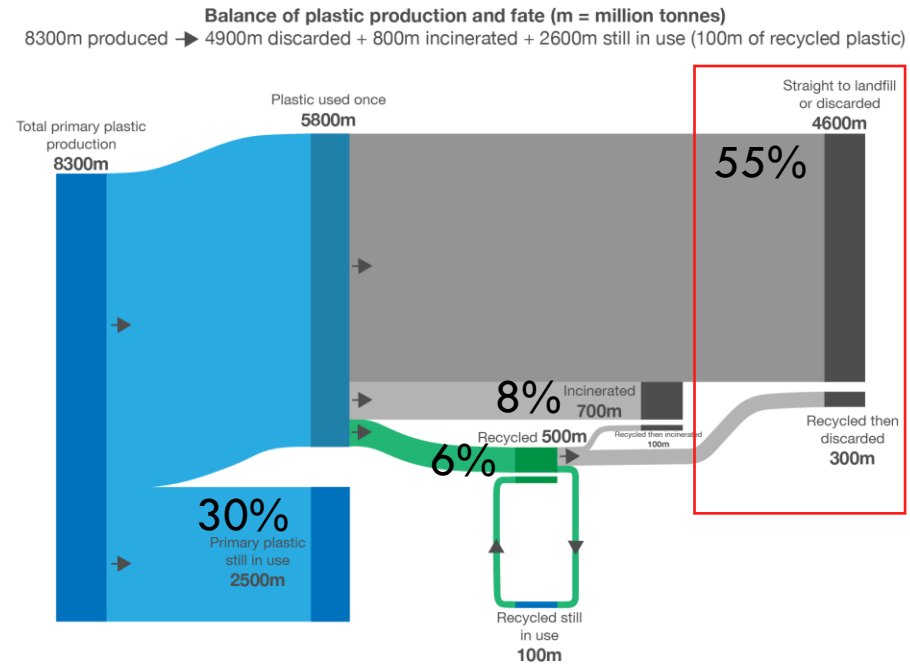 Balance of plastic production and fate (m = million tonnes)
8300m produced → 4900m discarded + 800m incinerated + 2600m still in use (100m of recycled plastic)
Straight to landfill
or discarded
4600m
Plastic used once
5800m
Total primary plastic
production
8300m
55%
8%
Incinerated
700m
Recycled then incinerated
100m
Recycled 500m
6%
Recycled then
discarded
300m
30%
Primary plastic
still in use
2500m
Recycled still
in use
100m